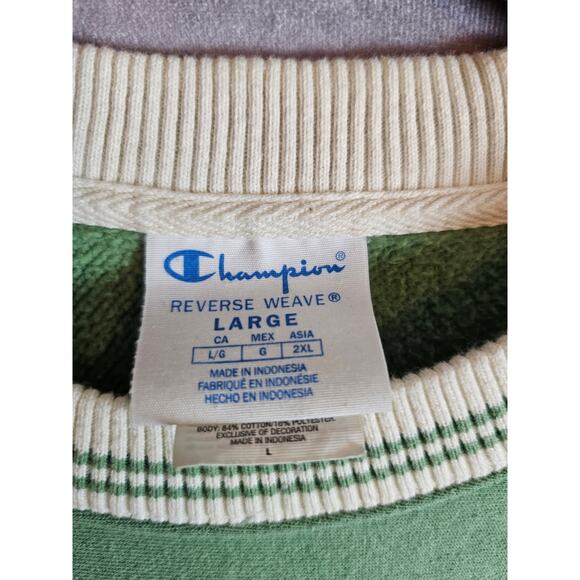 Champion®
REVERSE WEAVE®
LARGE
CA MEX ASIA
L/G G 2XL
MADE IN INDONESIA
FABRIQUÉ EN INDONÉSIE
HECHO EN INDONESIA
BODY: 84% COTTON/16% POLYESTER
EXCLUSIVE OF DECORATION
MADE IN INDONESIA
L